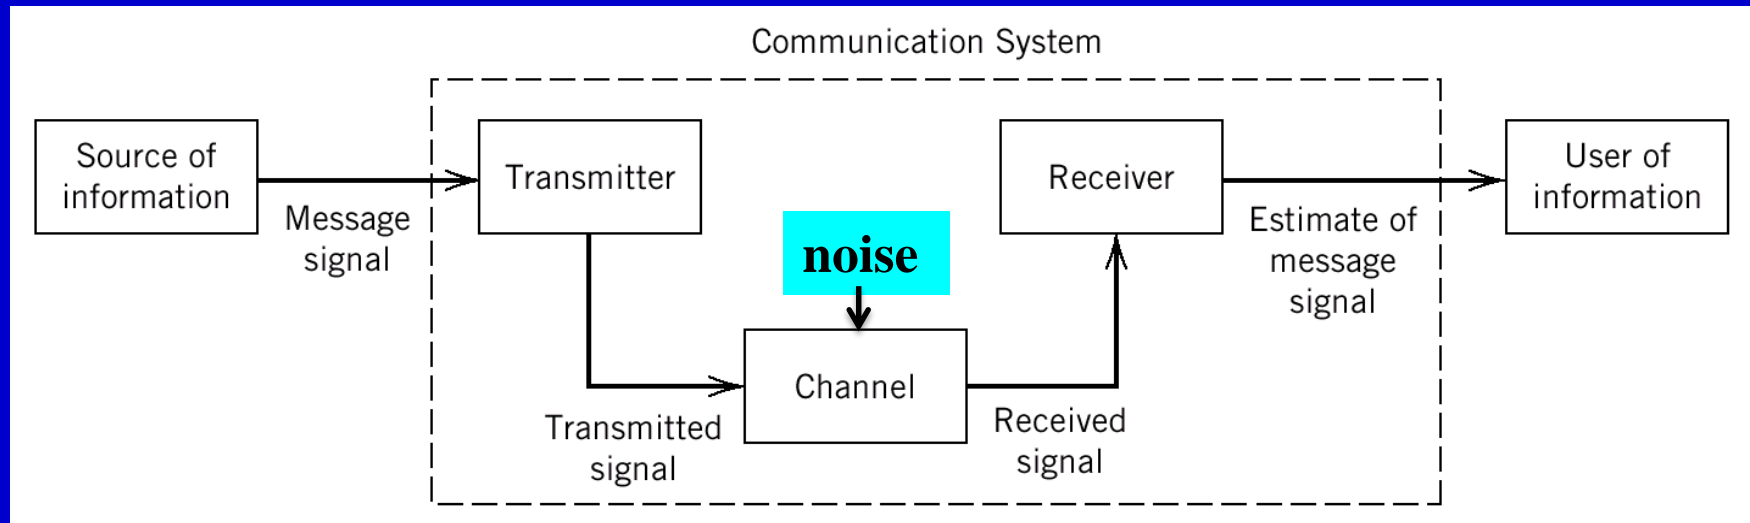 Communication System
Source of
information
Message
signal
Transmitter
noise
Transmitted
signal
Channel
Received
signal
Receiver
Estimate of
message
signal
User of
information